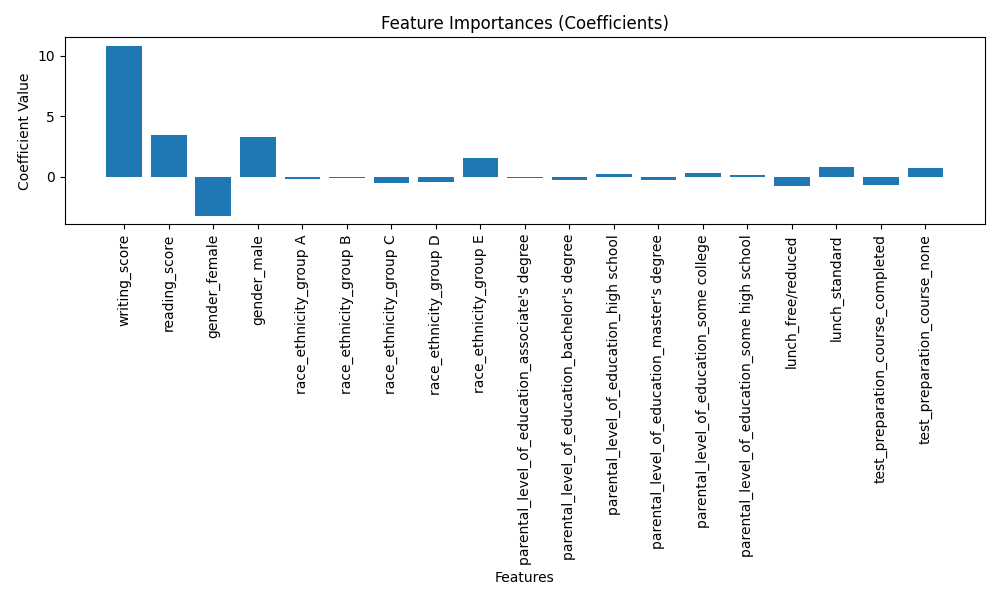 Feature Importances (Coefficients)
Coefficient Value
10
5
0
writing_score
reading_score
gender_female
gender_male
race_ethnicity_group A
race_ethnicity_group B
race_ethnicity_group C
race_ethnicity_group D
race_ethnicity_group E
parental_level_of_education_associate's degree
parental_level_of_education_bachelor's degree
parental_level_of_education_high school
parental_level_of_education_master's degree
parental_level_of_education_some college
parental_level_of_education_some high school
lunch_free/reduced
lunch_standard
test_preparation_course_completed
test_preparation_course_none
Features